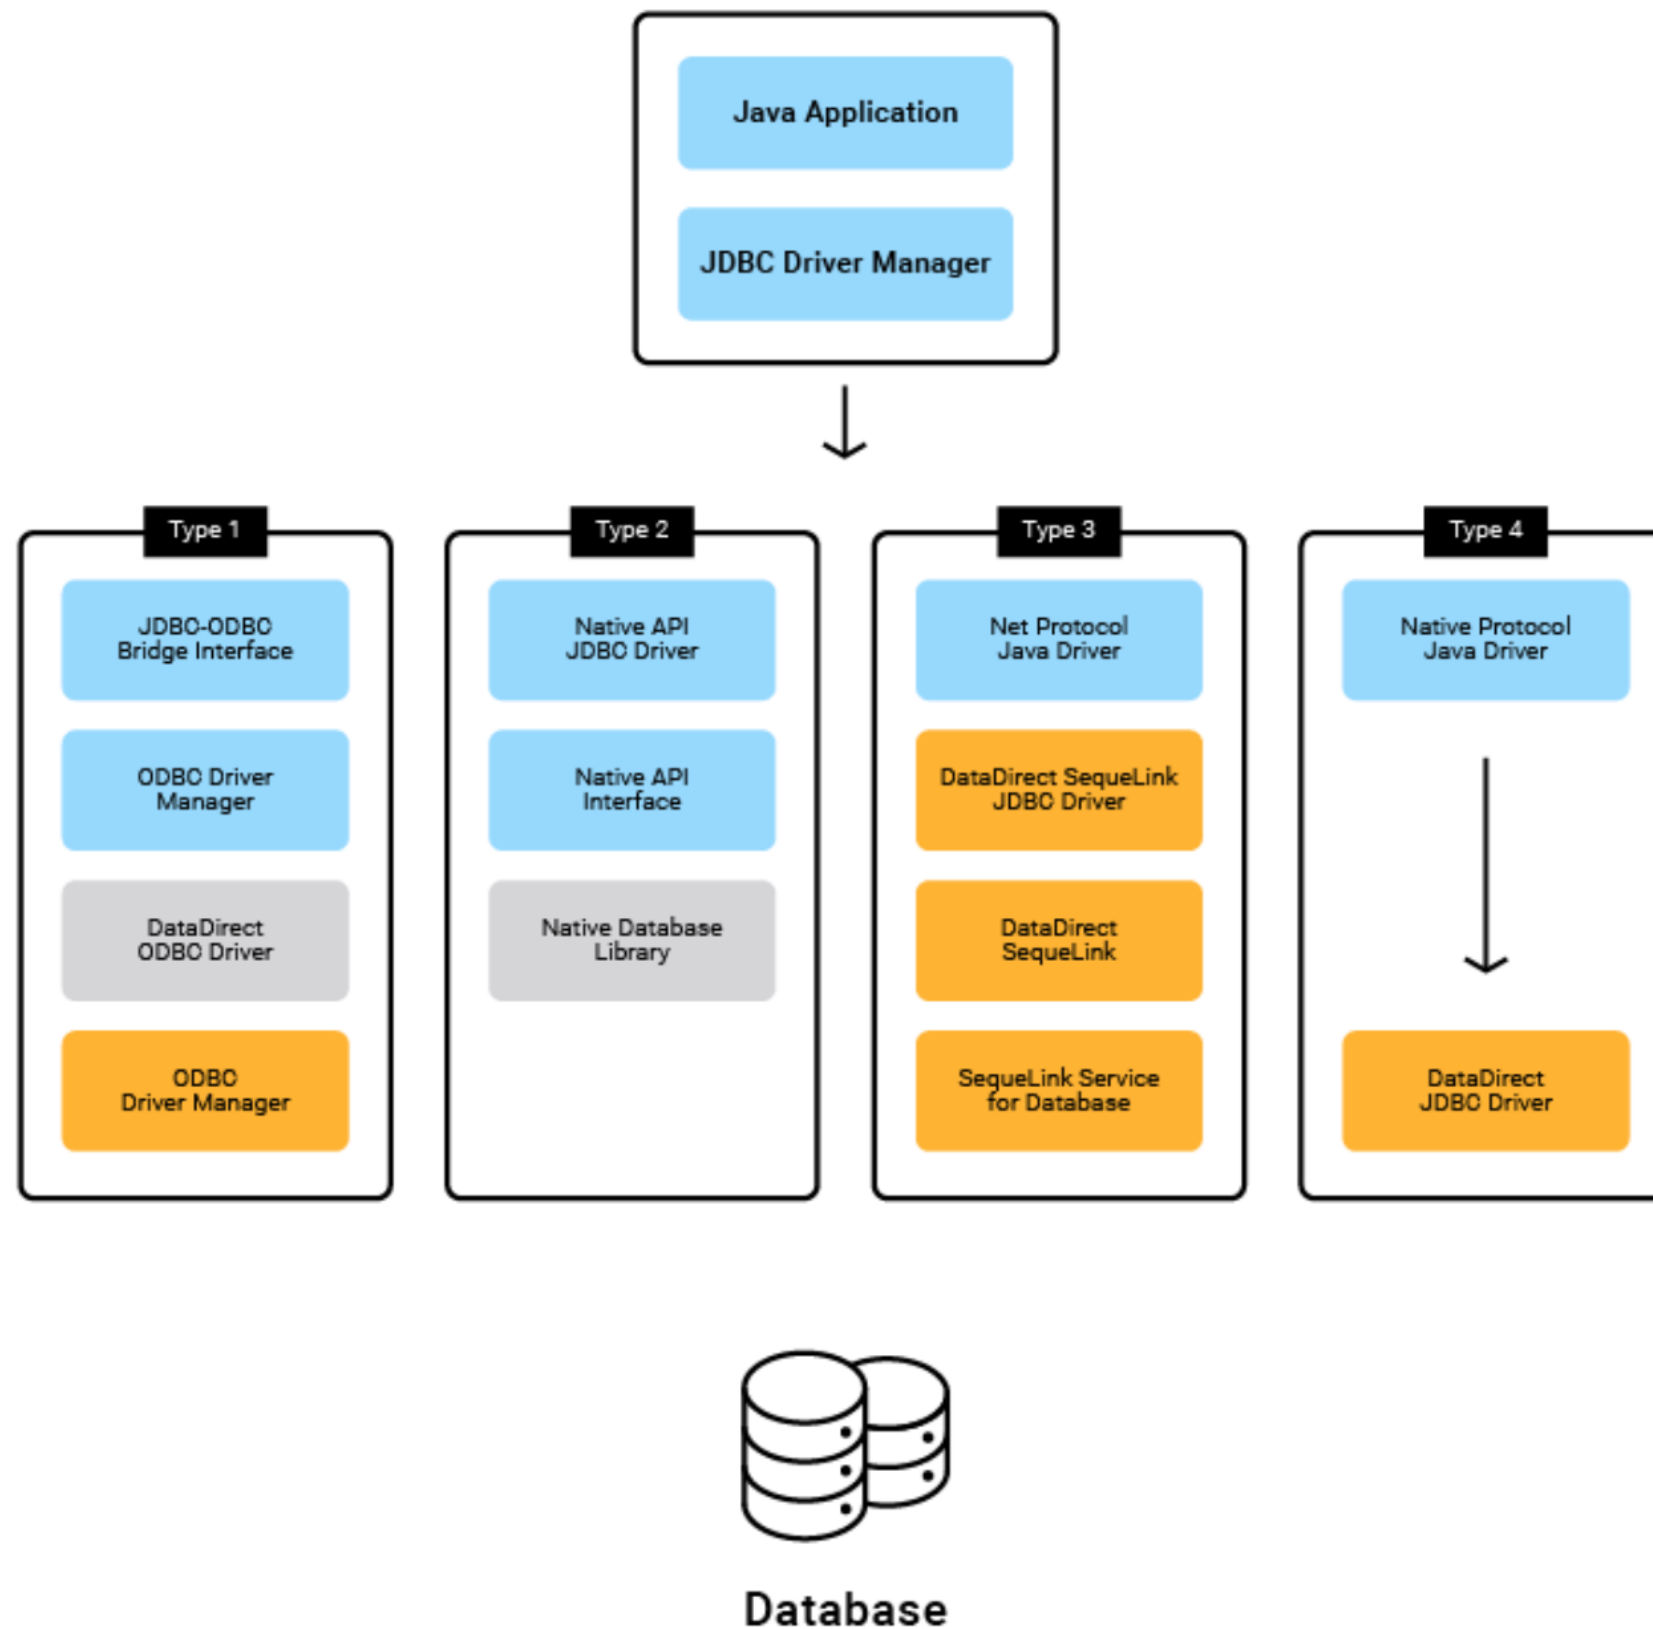 Java Application
JDBC Driver Manager
Type 1
JDBC-ODBC
Bridge Interface
ODBC Driver
Manager
DataDirect
ODBC Driver
ODBC
Driver Manager
Type 2
Native API
JDBC Driver
Native API
Interface
Native Database
Library
Type 3
Net Protocol
Java Driver
DataDirect SequeLink
JDBC Driver
DataDirect
SequeLink
SequeLink Service
for Database
Type 4
Native Protocol
Java Driver
DataDirect
JDBC Driver
Database